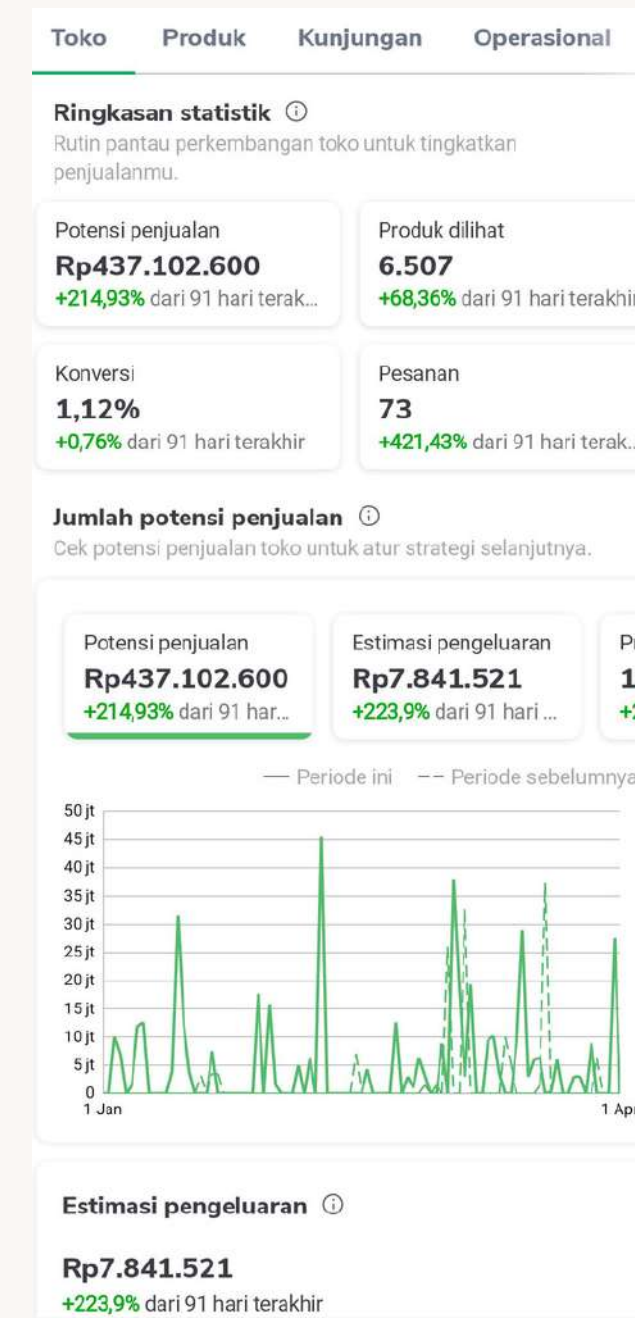 Toko Produk Kunjungan Operasional
Ringkasan statistik
Rutin pantau perkembangan toko untuk tingkatkan
penjualanmu.
Potensi penjualan
Rp437.102.600
+214,93% dari 91 hari terak...
Produk dilihat
6.507
+68,36% dari 91 hari terakhir
Konversi
1,12%
+0,76% dari 91 hari terakhir
Pesanan
73
+421,43% dari 91 hari terak...
Jumlah potensi penjualan
Cek potensi penjualan toko untuk atur strategi selanjutnya.
Potensi penjualan
Rp437.102.600
+214,93% dari 91 har...
Estimasi pengeluaran
Rp7.841.521
+223,9% dari 91 hari ...
Periode ini Periode sebelumnya
50 jt
45 jt
40 jt
35 jt
30 jt
25 jt
20 jt
15 jt
10 jt
5 jt
0
1 Jan 1 Apr
Estimasi pengeluaran
Rp7.841.521
+223,9% dari 91 hari terakhir